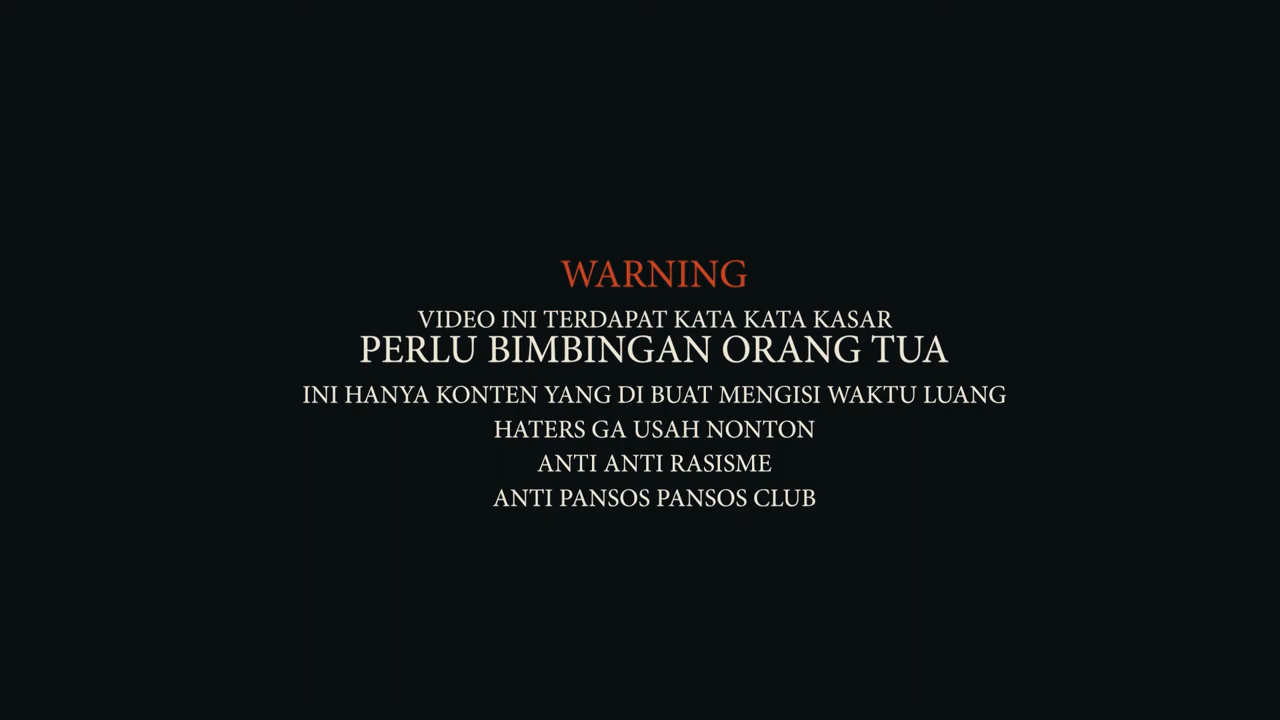 WARNING
VIDEO INI TERDAPAT KATA KATA KASAR
PERLU BIMBINGAN ORANG TUA
INI HANYA KONTEN YANG DI BUAT MENGISI WAKTU LUANG
HATERS GA USAH NONTON
ANTI ANTI RASISME
ANTI PANSOS PANSOS CLUB